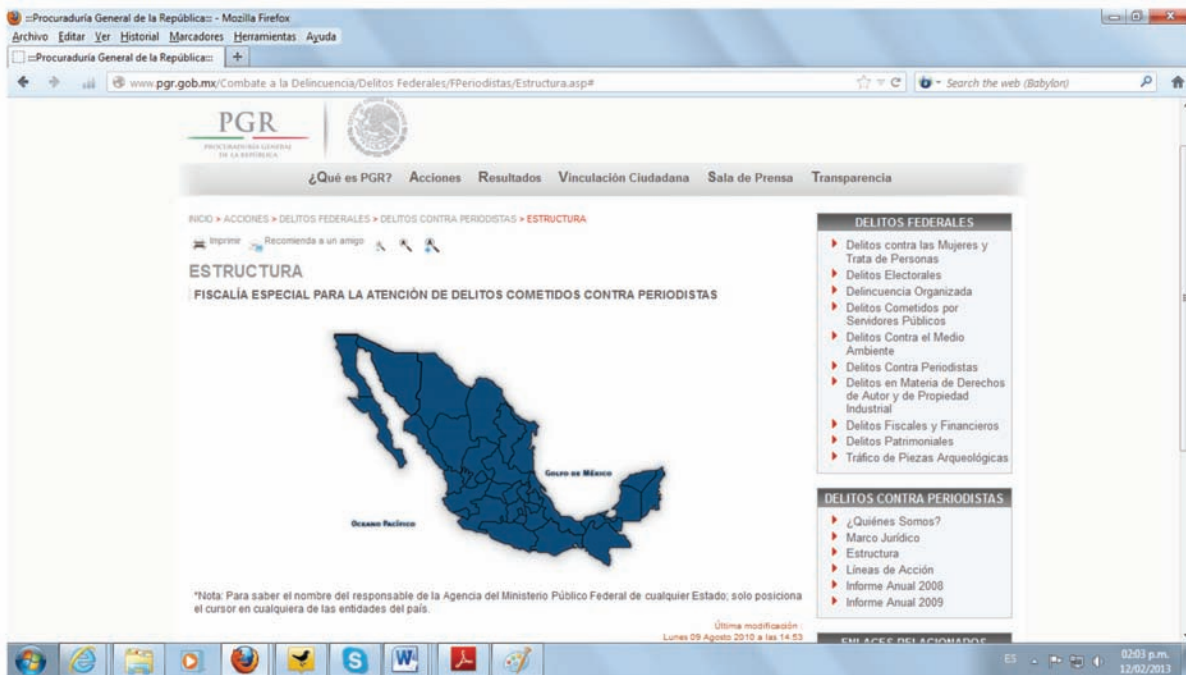 :::Procuraduría General de la República::: - Mozilla Firefox
Archivo Editar Ver Historial Marcadores Herramientas Ayuda
:::Procuraduría General de la República:::
www.pgr.gob.mx/Combate a la Delincuencia/Delitos Federales/FPeriodistas/Estructura.asp#
Search the web (Babylon)
PGR
PROCURADURÍA GENERAL
DE LA REPÚBLICA
¿Qué es PGR? Acciones Resultados Vinculación Ciudadana Sala de Prensa Transparencia
INICIO > ACCIONES > DELITOS FEDERALES > DELITOS CONTRA PERIODISTAS > ESTRUCTURA
Imprime Recomienda a un amigo
ESTRUCTURA
FISCALÍA ESPECIAL PARA LA ATENCIÓN DE DELITOS COMETIDOS CONTRA PERIODISTAS
GOLFO DE MÉXICO
OCEANO PACÍFICO
*Nota: Para saber el nombre del responsable de la Agencia del Ministerio Público Federal de cualquier Estado; solo posiciona
el cursor en cualquiera de las entidades del país.
Última modificación :
Lunes 09 Agosto 2010 a las 14:53
DELITOS FEDERALES
Delitos contra las Mujeres y
Trata de Personas
Delitos Electorales
Delincuencia Organizada
Delitos Cometidos por
Servidores Públicos
Delitos Contra el Medio
Ambiente
Delitos Contra Periodistas
Delitos en Materia de Derechos
de Autor y de Propiedad
Industrial
Delitos Fiscales y Financieros
Delitos Patrimoniales
Tráfico de Piezas Arqueológicas
DELITOS CONTRA PERIODISTAS
¿Quiénes Somos?
Marco Jurídico
Estructura
Líneas de Acción
Informe Anual 2008
Informe Anual 2009
ENLACES RELACIONADOS
ES
02:03 p.m.
12/02/2013